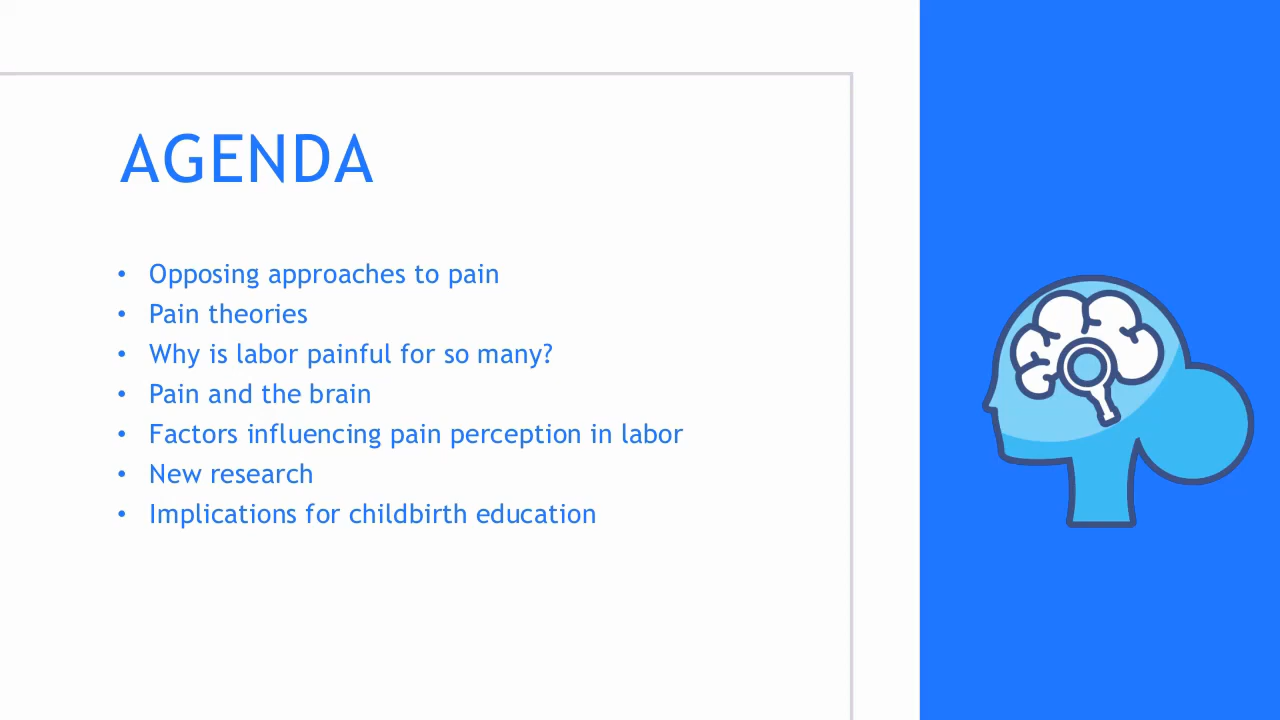 AGENDA
• Opposing approaches to pain
• Pain theories
• Why is labor painful for so many?
• Pain and the brain
• Factors influencing pain perception in labor
• New research
• Implications for childbirth education